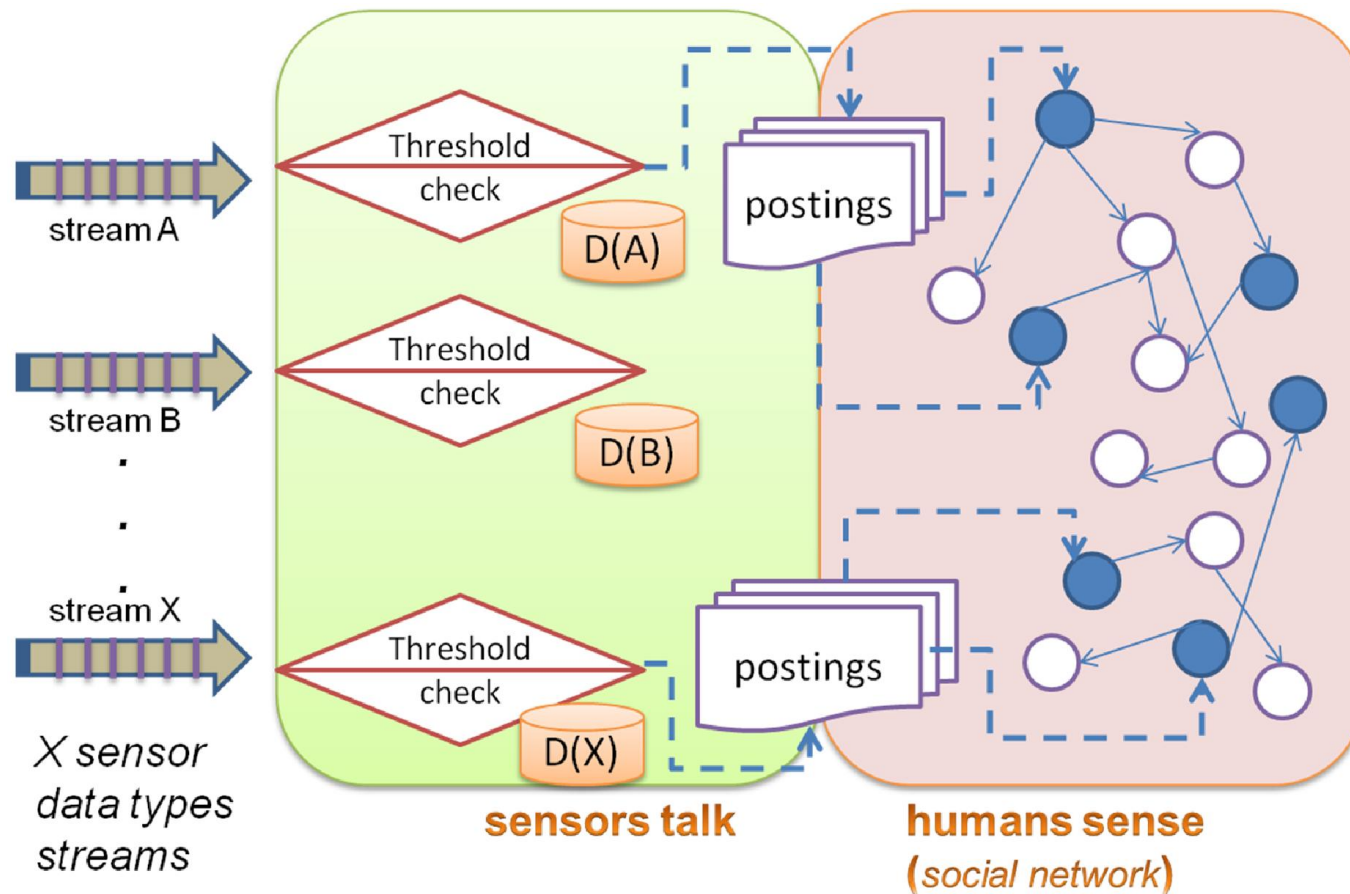 Threshold
check
postings
stream A
D(A)
Threshold
check
stream B
D(B)
.
.
.
stream X
Threshold
check
postings
D(X)
X sensor
data types
streams
sensors talk
humans sense
(social network)